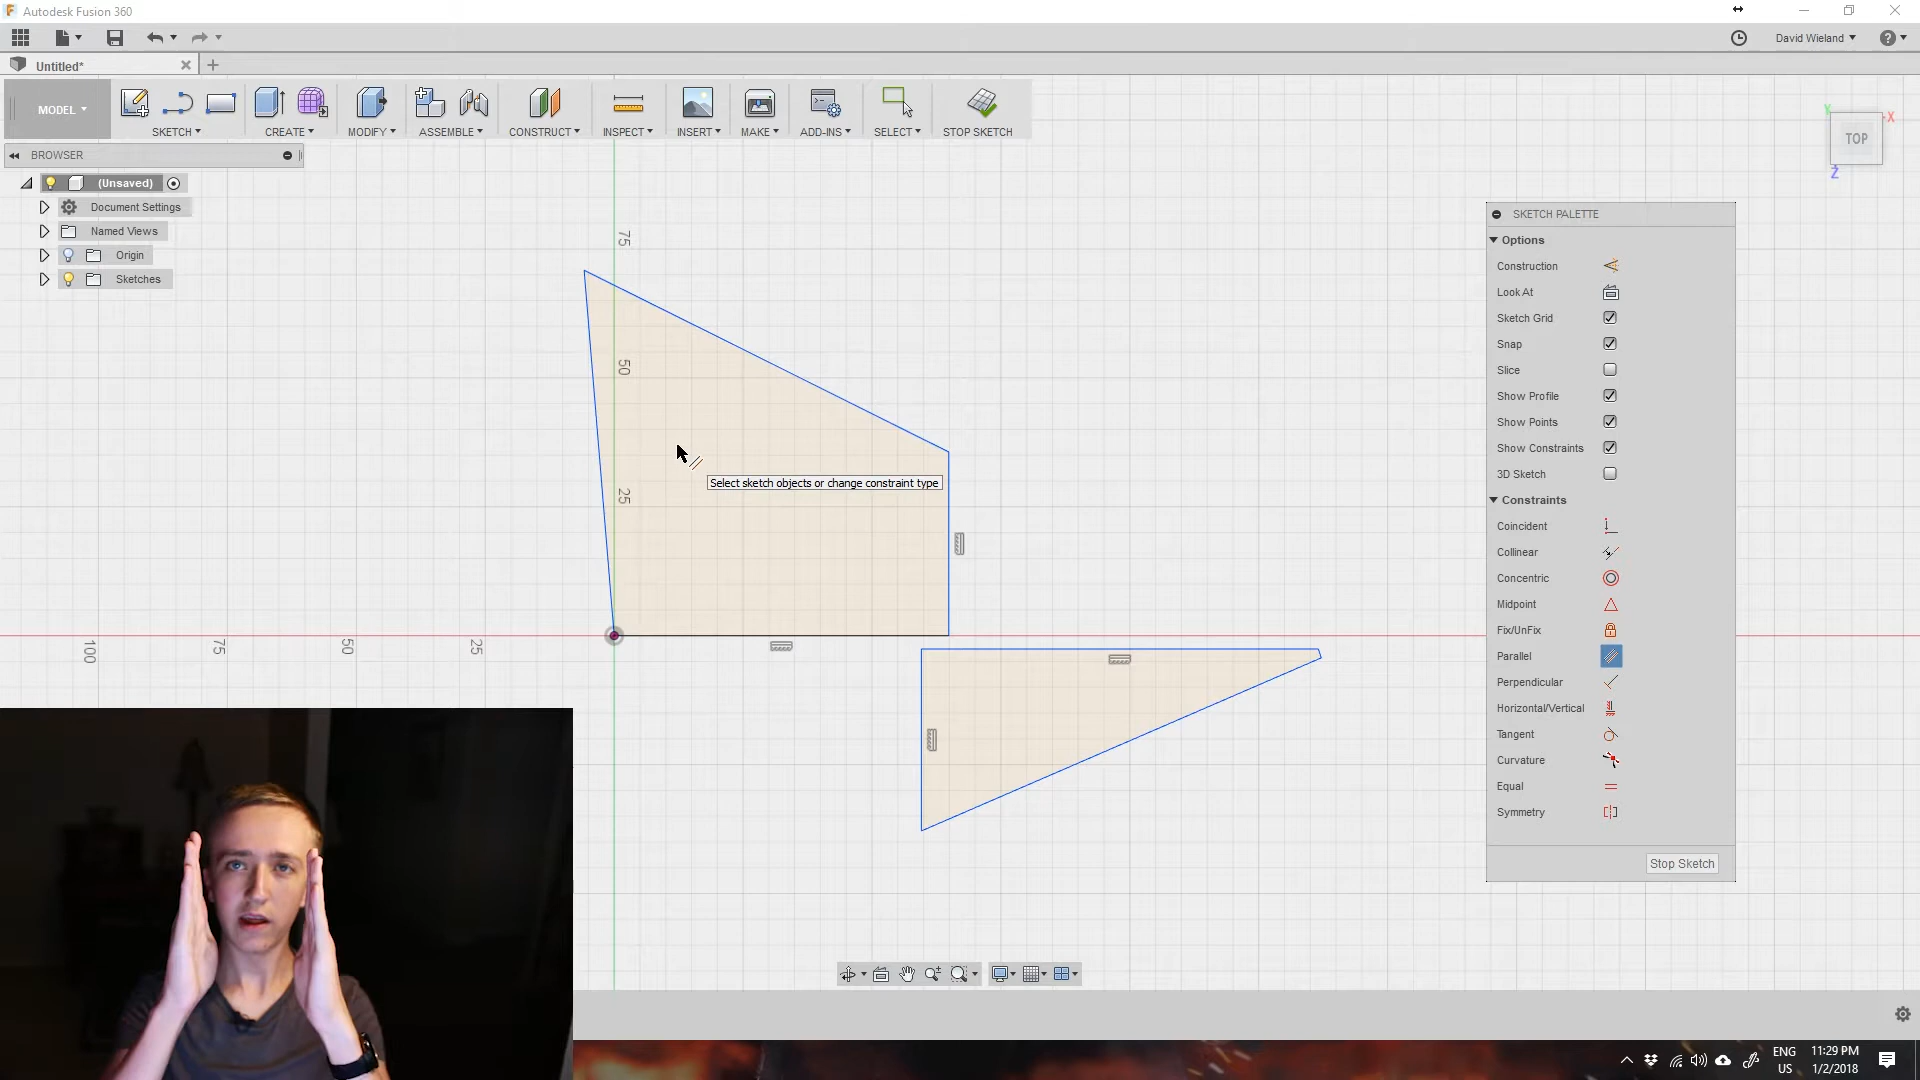 Autodesk Fusion 360
David Wieland
Untitled*
MODEL
SKETCH
CREATE
MODIFY
ASSEMBLE
CONSTRUCT
INSPECT
INSERT
MAKE
ADD-INS
SELECT
STOP SKETCH
BROWSER
(Unsaved)
Document Settings
Named Views
Origin
Sketches
Y
X
TOP
Z
75
50
25
100
75
50
25
Select sketch objects or change constraint type
SKETCH PALETTE
Options
Construction
Look At
Sketch Grid
Snap
Slice
Show Profile
Show Points
Show Constraints
3D Sketch
Constraints
Coincident
Collinear
Concentric
Midpoint
Fix/UnFix
Parallel
Perpendicular
Horizontal/Vertical
Tangent
Curvature
Equal
Symmetry
Stop Sketch
ENG
US
11:29 PM
1/2/2018